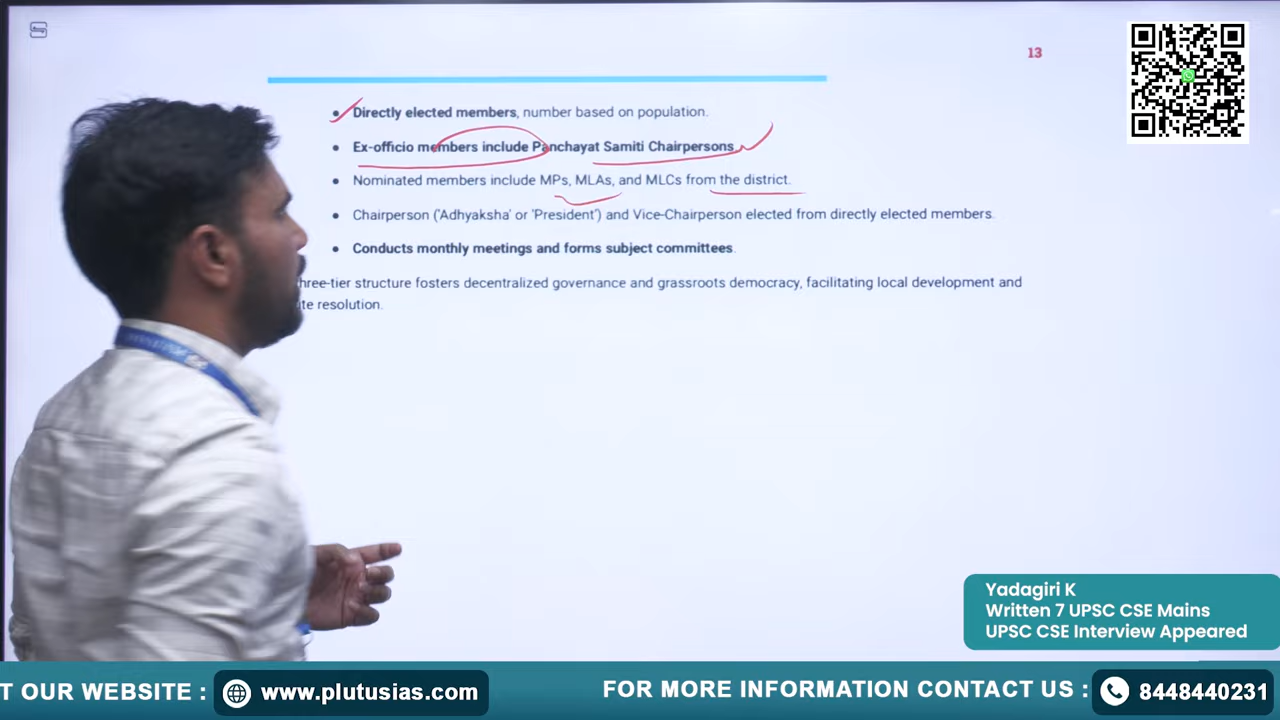 13
Directly elected members, number based on population.
Ex-officio members include Panchayat Samiti Chairpersons
Nominated members include MPs, MLAs, and MLCs from the district.
Chairperson ('Adhyaksha' or 'President') and Vice-Chairperson elected from directly elected members.
Conducts monthly meetings and forms subject committees.
structure fosters decentralized governance and grassroots democracy, facilitating local development and
resolution.
Yadagiri K
Written 7 UPSC CSE Mains
UPSC CSE Interview Appeared
T OUR WEBSITE : www.plutusias.com FOR MORE INFORMATION CONTACT US : 8448440231